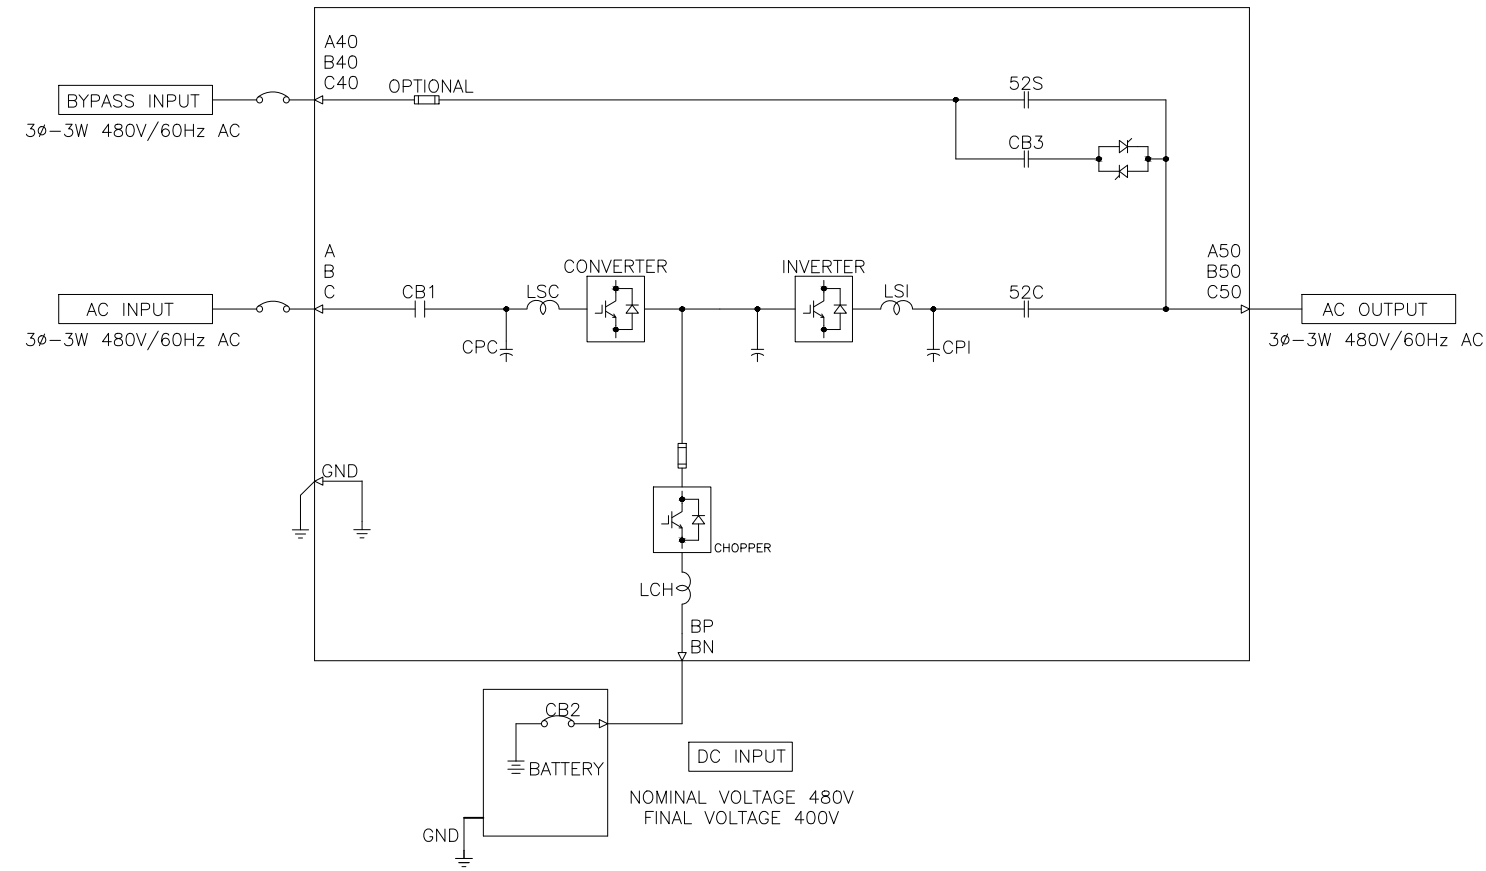 A40
B40
C40
OPTIONAL
52S
BYPASS INPUT
3ø-3W 480V/60Hz AC
CB3
A
B
C
CONVERTER
INVERTER
A50
B50
C50
CB1
LSC
LSI
52C
AC INPUT
3ø-3W 480V/60Hz AC
CPC
CPI
AC OUTPUT
3ø-3W 480V/60Hz AC
GND
CHOPPER
LCH
BP
BN
CB2
BATTERY
DC INPUT
NOMINAL VOLTAGE 480V
FINAL VOLTAGE 400V
GND